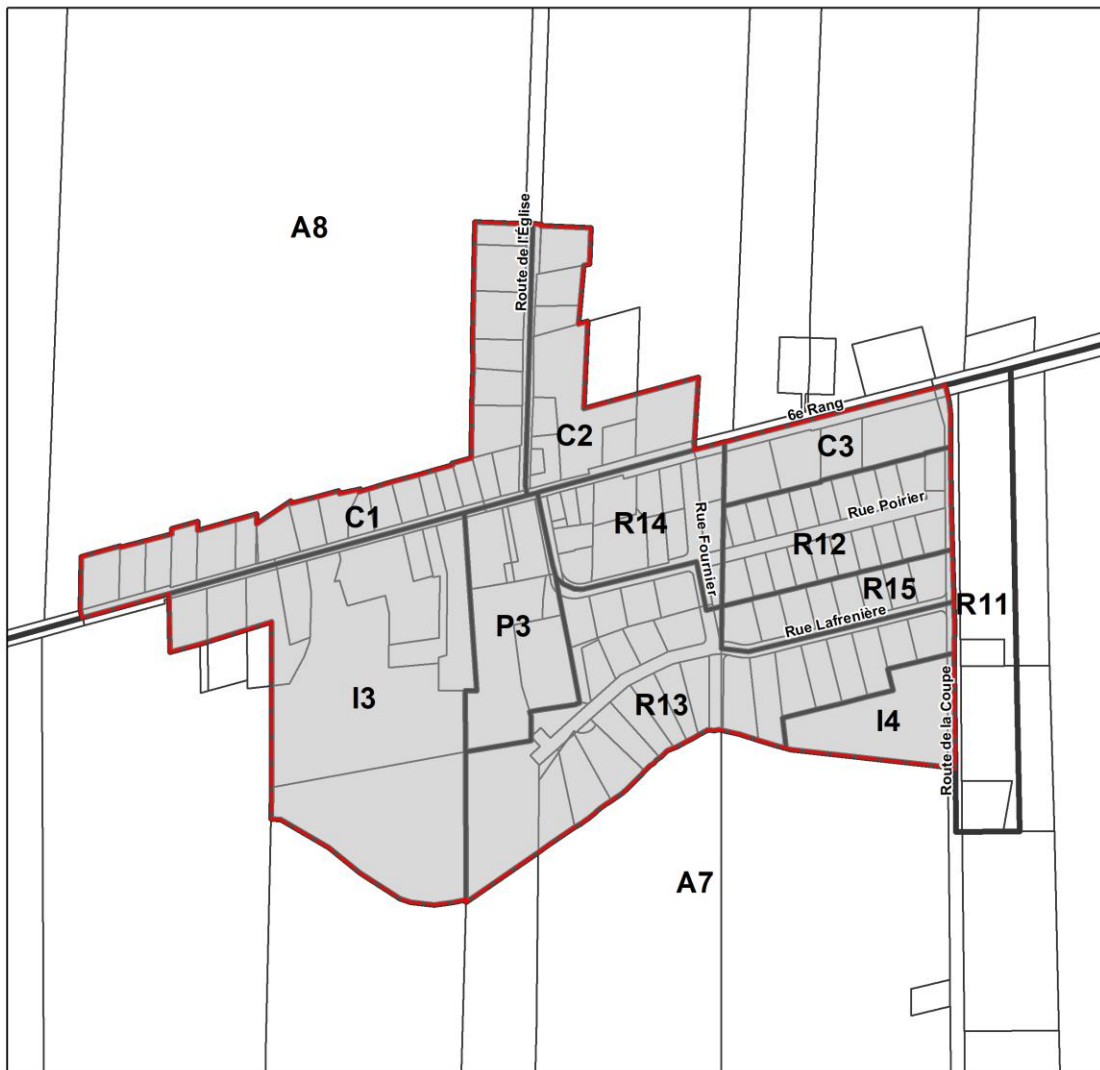 A8
Route de l'Église
6e Rang
C2
C3
C1
Rue Poirier
R14
Rue Fournier
R12
R15
R11
P3
Rue Lafrenière
I3
R13
I4
Route de la Coupe
A7